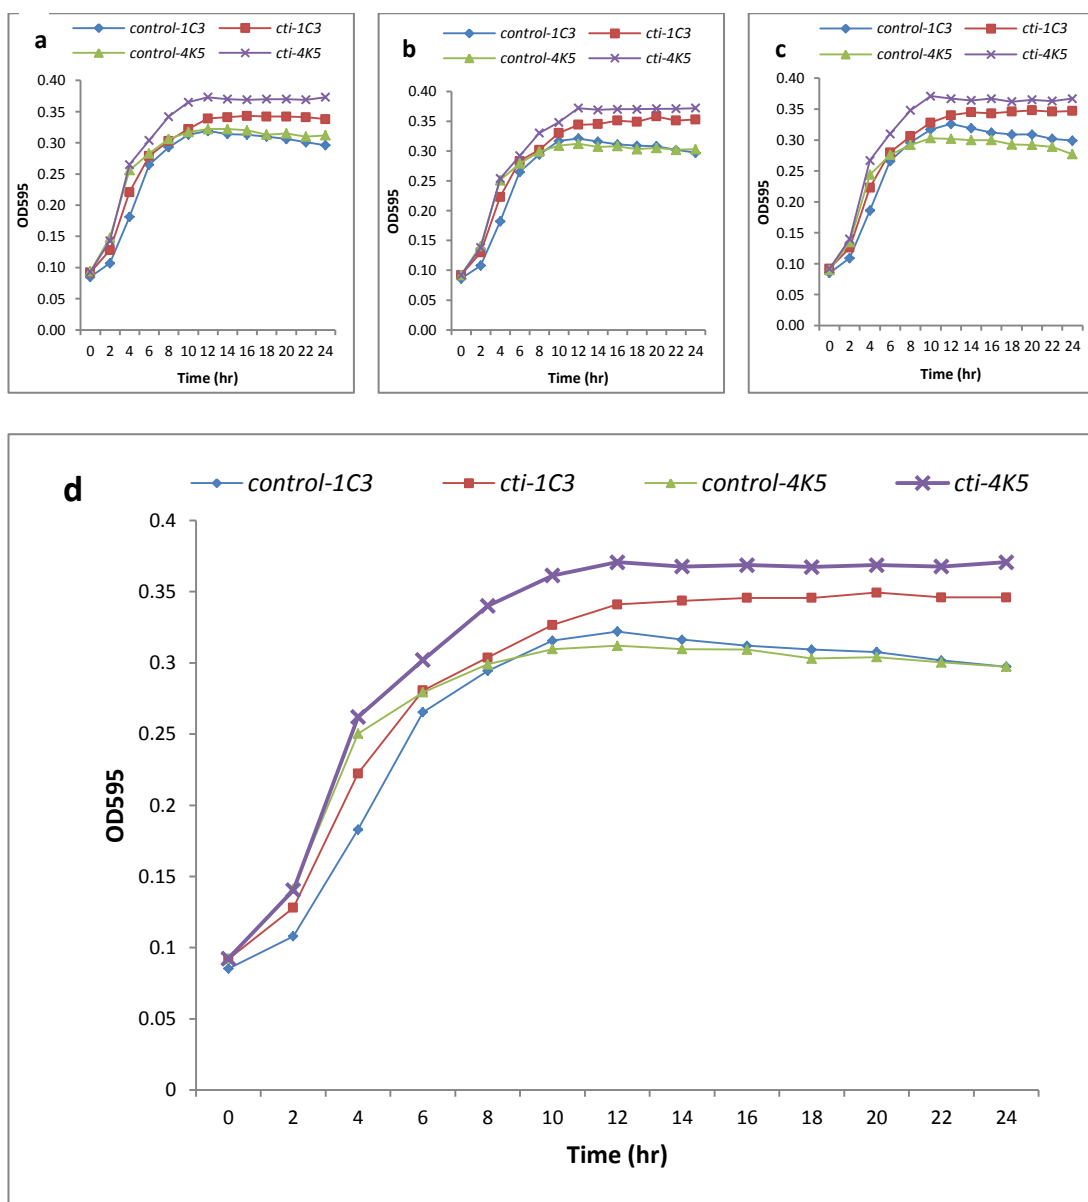 a
control-1C3 cti-1C3
control-4K5 cti-4K5
0.40
0.35
0.30
0.25
0.20
0.15
0.10
0.05
0.00
OD595
0 2 4 6 8 10 12 14 16 18 20 22 24
Time (hr)
b
control-1C3 cti-1C3
control-4K5 cti-4K5
0.40
0.35
0.30
0.25
0.20
0.15
0.10
0.05
0.00
OD595
0 2 4 6 8 10 12 14 16 18 20 22 24
Time (hr)
c
control-1C3 cti-1C3
control-4K5 cti-4K5
0.40
0.35
0.30
0.25
0.20
0.15
0.10
0.05
0.00
OD595
0 2 4 6 8 10 12 14 16 18 20 22 24
Time (hr)
d
control-1C3 cti-1C3 control-4K5 cti-4K5
0.4
0.35
0.3
0.25
0.2
0.15
0.1
0.05
0
OD595
0 2 4 6 8 10 12 14 16 18 20 22 24
Time (hr)